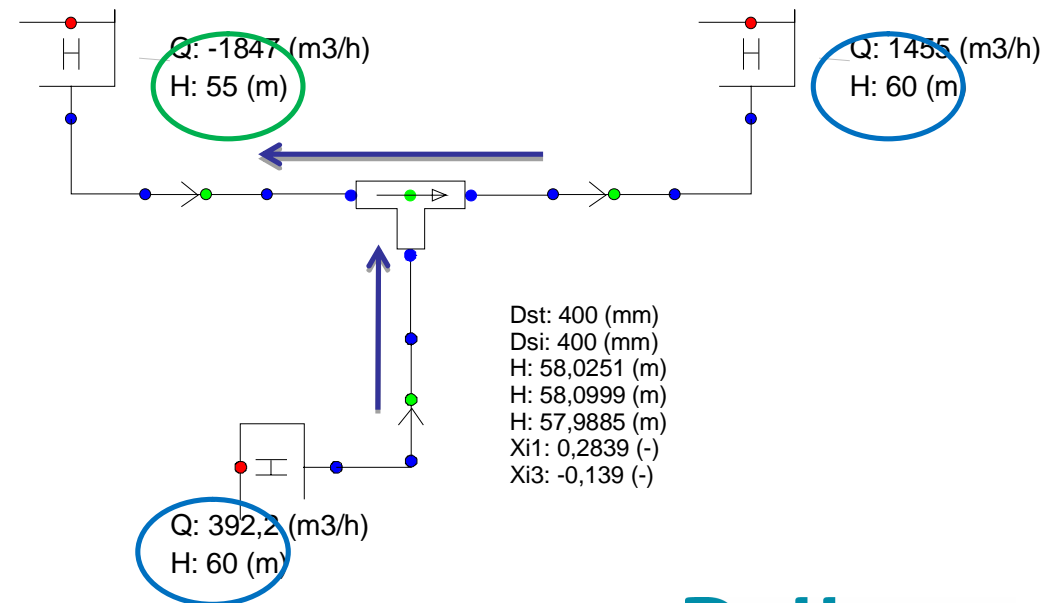 H
Q: -1847 (m3/h)
H: 55 (m)
H
Q: 1455 (m3/h)
H: 60 (m
Dst: 400 (mm)
Dsi: 400 (mm)
H: 58,0251 (m)
H: 58,0999 (m)
H: 57,9885 (m)
Xi1: 0,2839 (-)
Xi3: -0,139 (-)
H
Q: 392,2 (m3/h)
H: 60 (m)